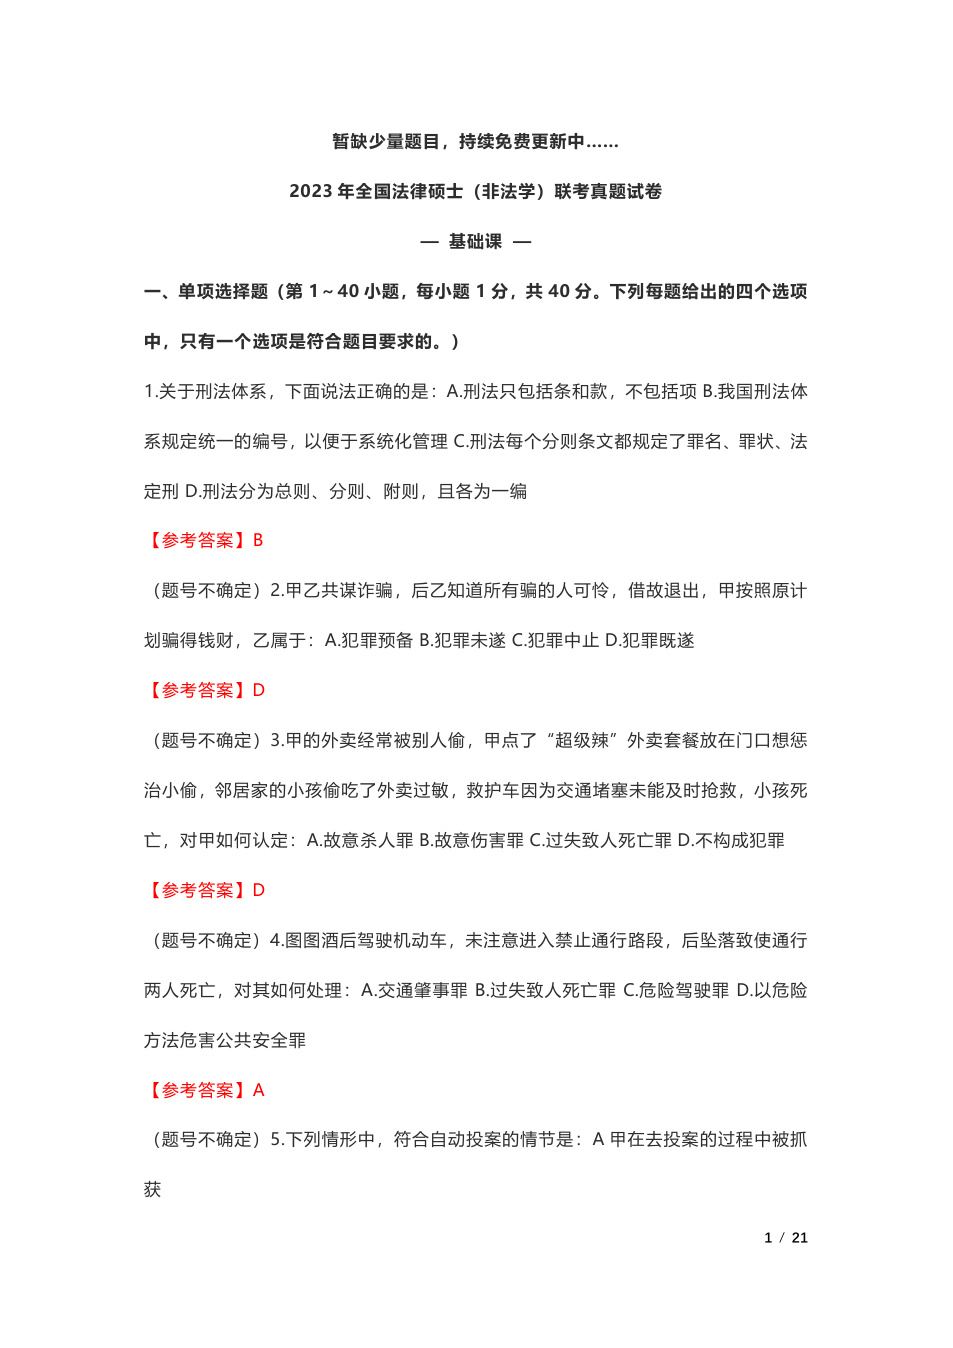 暂缺少量题目，持续免费更新中……
2023 年全国法律硕士（非法学）联考真题试卷
— 基础课 —
一、单项选择题（第 1～40 小题，每小题 1 分，共 40 分。下列每题给出的四个选项
中，只有一个选项是符合题目要求的。）
1.关于刑法体系，下面说法正确的是：A.刑法只包括条和款，不包括项 B.我国刑法体
系规定统一的编号，以便于系统化管理 C.刑法每个分则条文都规定了罪名、罪状、法
定刑 D.刑法分为总则、分则、附则，且各为一编
【参考答案】B
（题号不确定）2.甲乙共谋诈骗，后乙知道所有骗的人可怜，借故退出，甲按照原计
划骗得钱财，乙属于：A.犯罪预备 B.犯罪未遂 C.犯罪中止 D.犯罪既遂
【参考答案】D
（题号不确定）3.甲的外卖经常被别人偷，甲点了“超级辣”外卖套餐放在门口想惩
治小偷，邻居家的小孩偷吃了外卖过敏，救护车因为交通堵塞未能及时抢救，小孩死
亡，对甲如何认定：A.故意杀人罪 B.故意伤害罪 C.过失致人死亡罪 D.不构成犯罪
【参考答案】D
（题号不确定）4.图图酒后驾驶机动车，未注意进入禁止通行路段，后坠落致使通行
两人死亡，对其如何处理：A.交通肇事罪 B.过失致人死亡罪 C.危险驾驶罪 D.以危险
方法危害公共安全罪
【参考答案】A
（题号不确定）5.下列情形中，符合自动投案的情节是：A 甲在去投案的过程中被抓
获
1 / 21